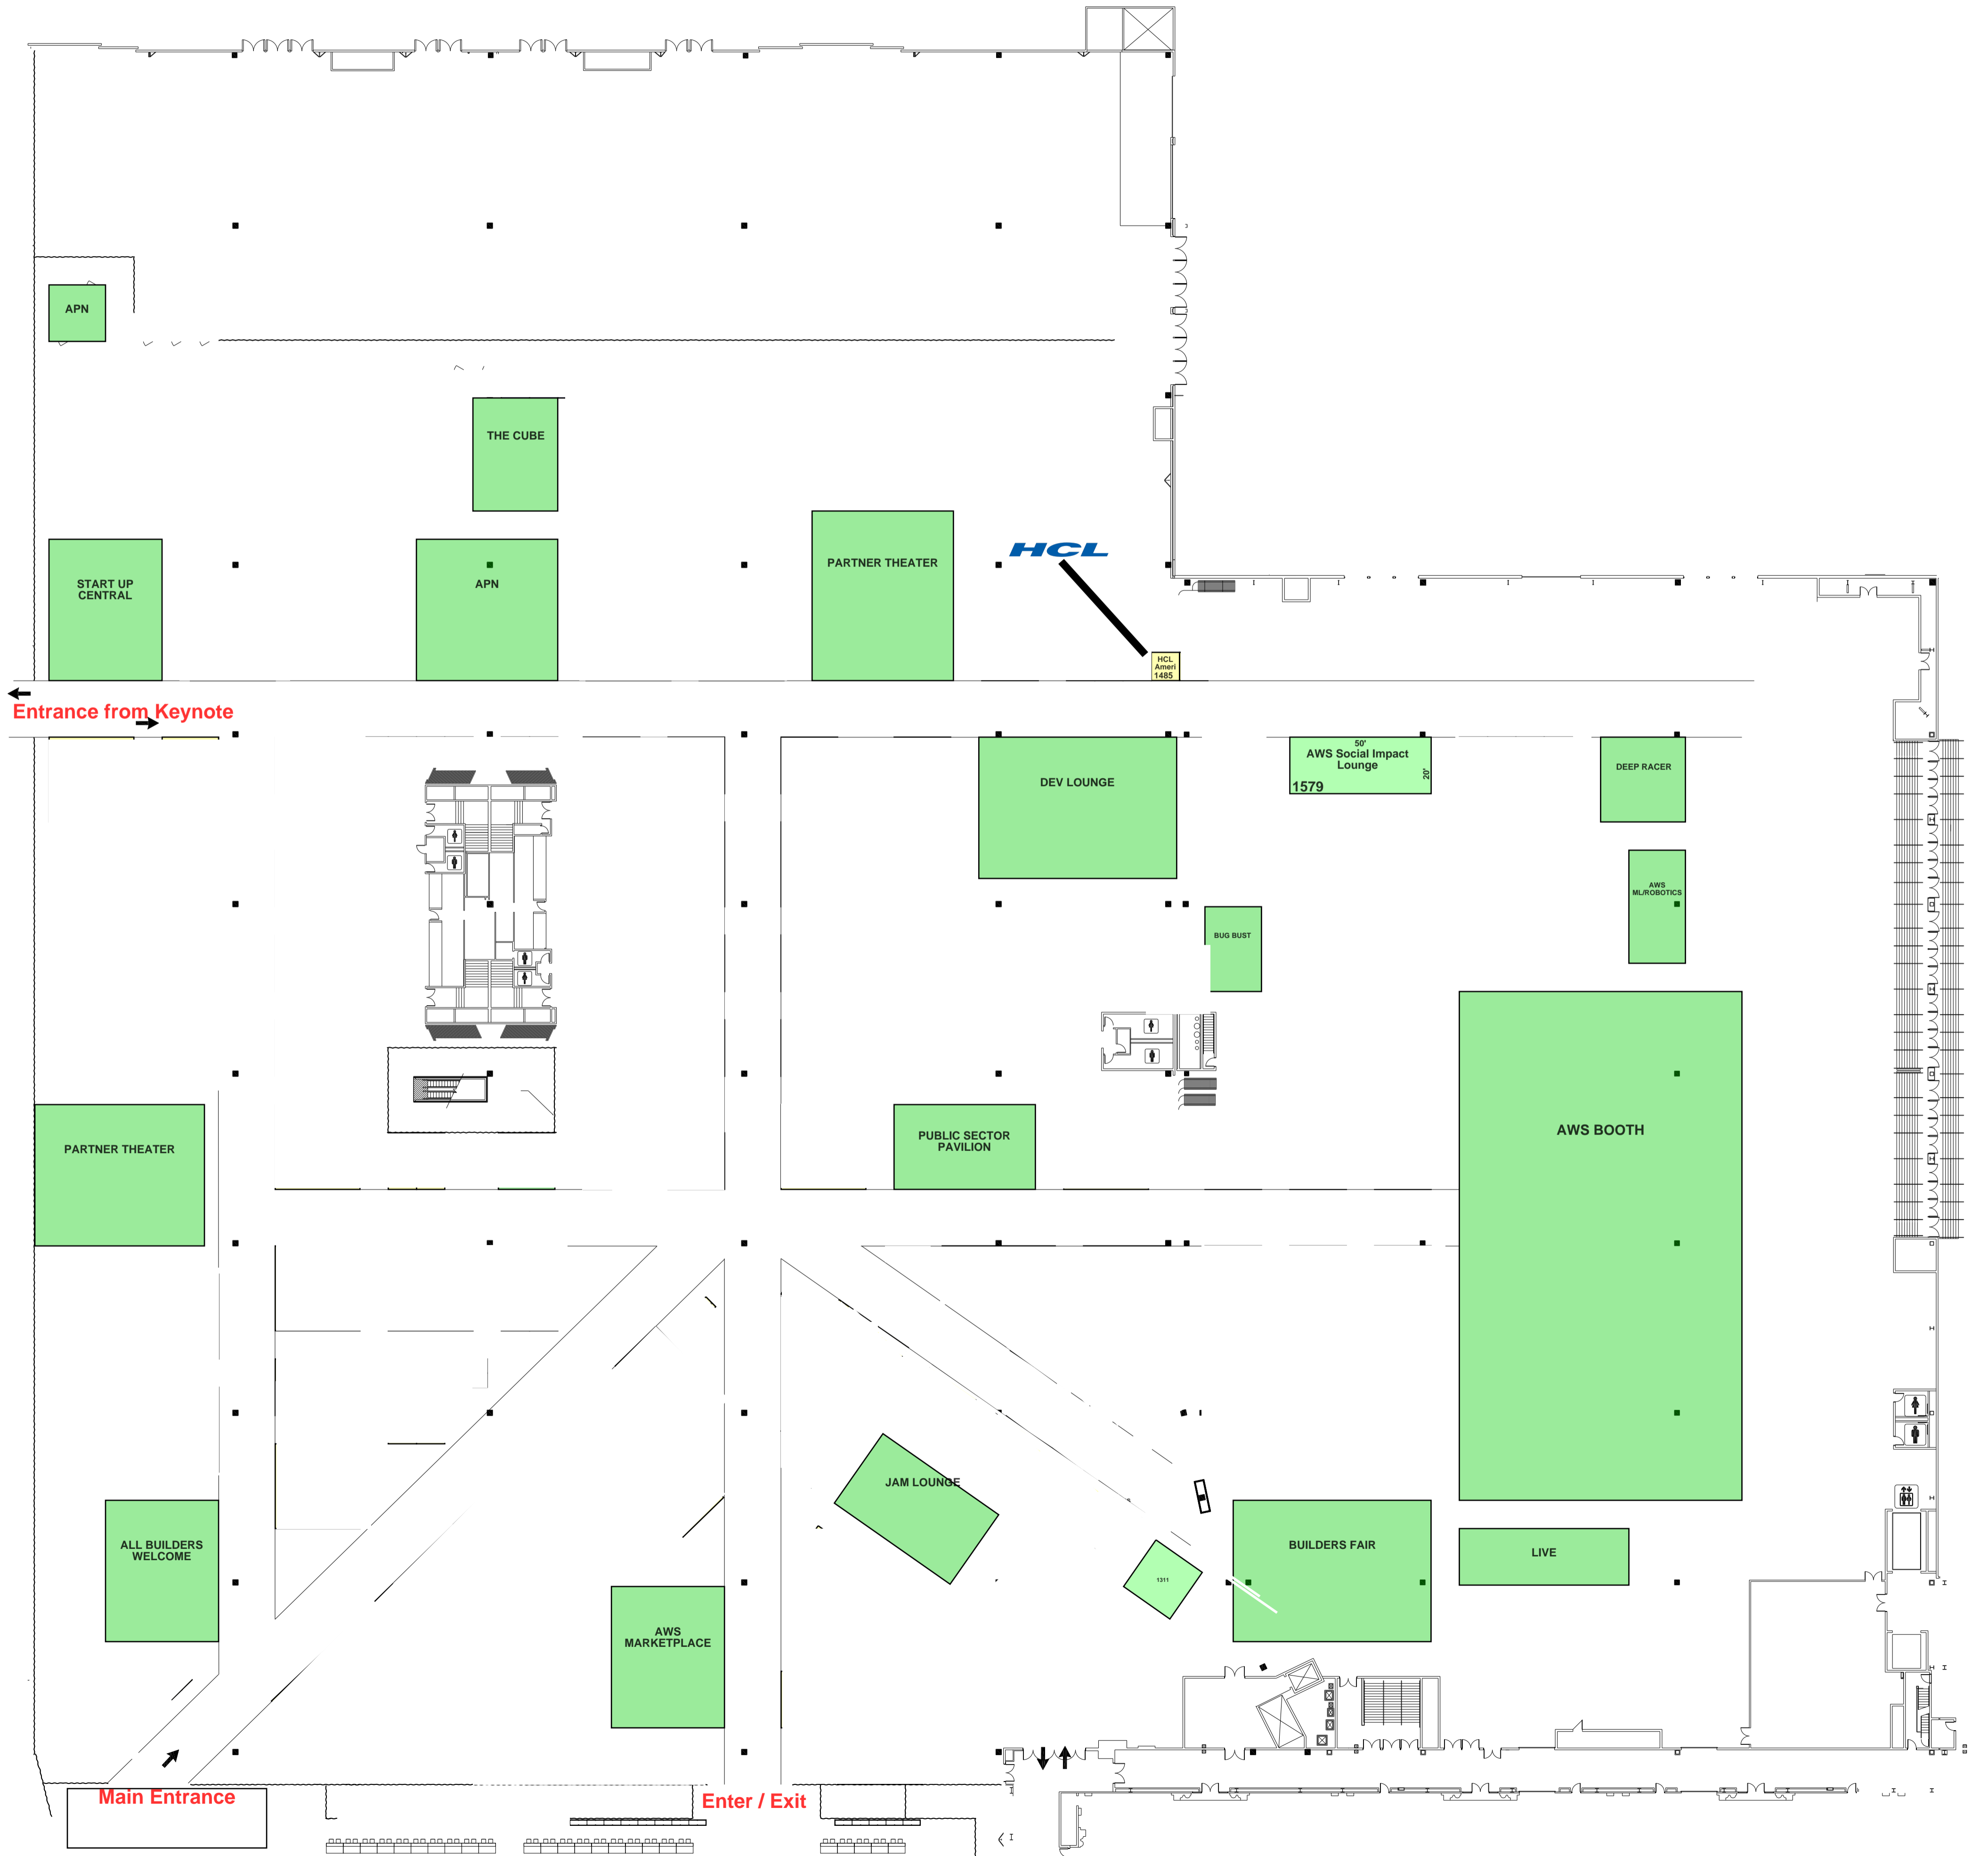 APN
THE CUBE
START UP
CENTRAL
APN
PARTNER THEATER
HCL
HCL
Ameri
1485
Entrance from Keynote
DEV LOUNGE
50'
AWS Social Impact
Lounge
20'
1579
DEEP RACER
AWS
ML/ROBOTICS
BUG BUST
PARTNER THEATER
PUBLIC SECTOR
PAVILION
AWS BOOTH
JAM LOUNGE
ALL BUILDERS
WELCOME
BUILDERS FAIR
LIVE
1311
AWS
MARKETPLACE
Main Entrance
Enter / Exit